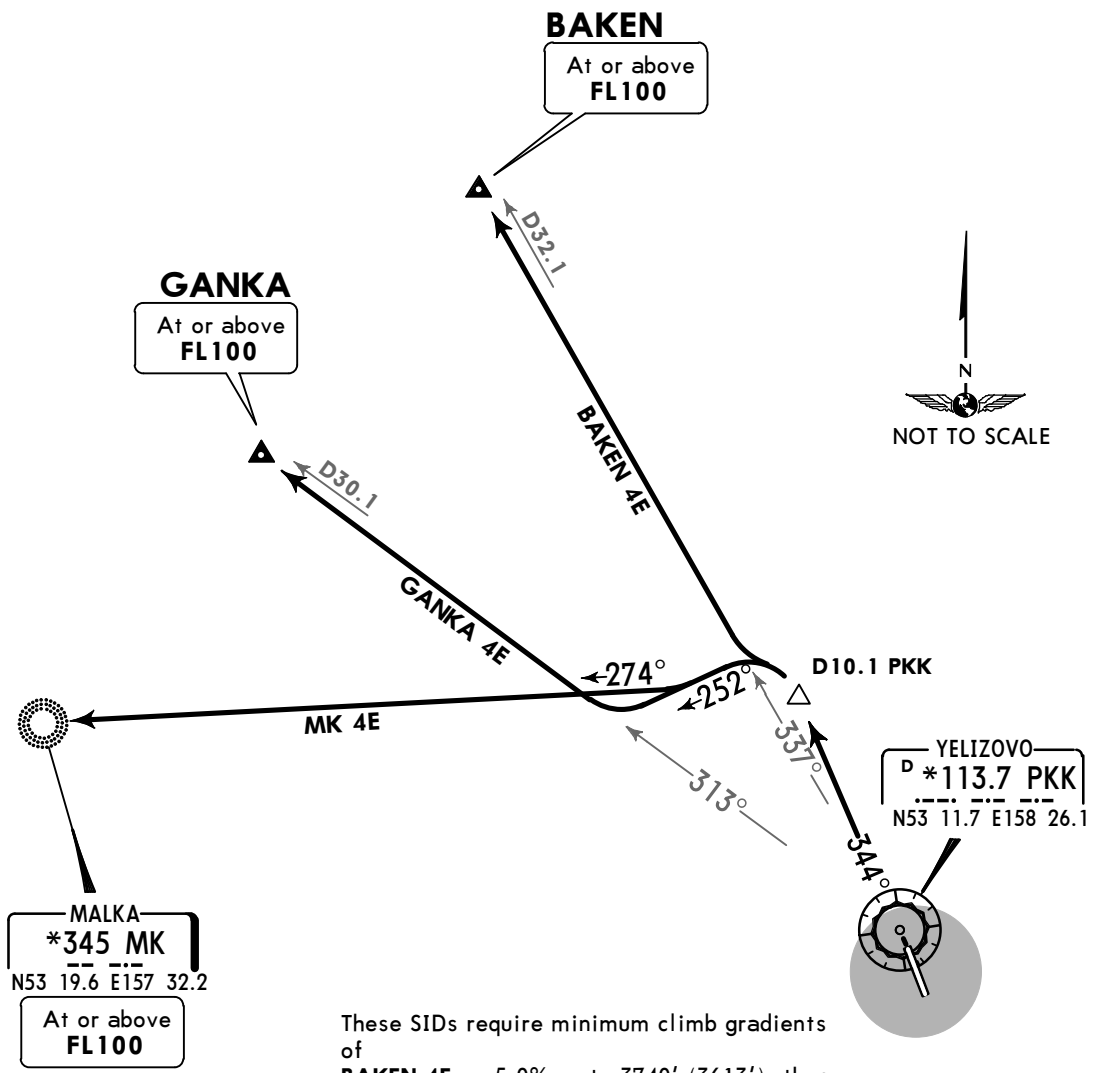 BAKEN
At or above
FL100
D32.1
GANKA
At or above
FL100
D30.1
BAKEN 4E
N
NOT TO SCALE
GANKA 4E
274°
252°
D10.1 PKK
MK 4E
337°
313°
YELIZOVO
D *113.7 PKK
N53 11.7 E158 26.1
344°
MALKA
*345 MK
N53 19.6 E157 32.2
At or above
FL100
These SIDs require minimum climb gradients
of